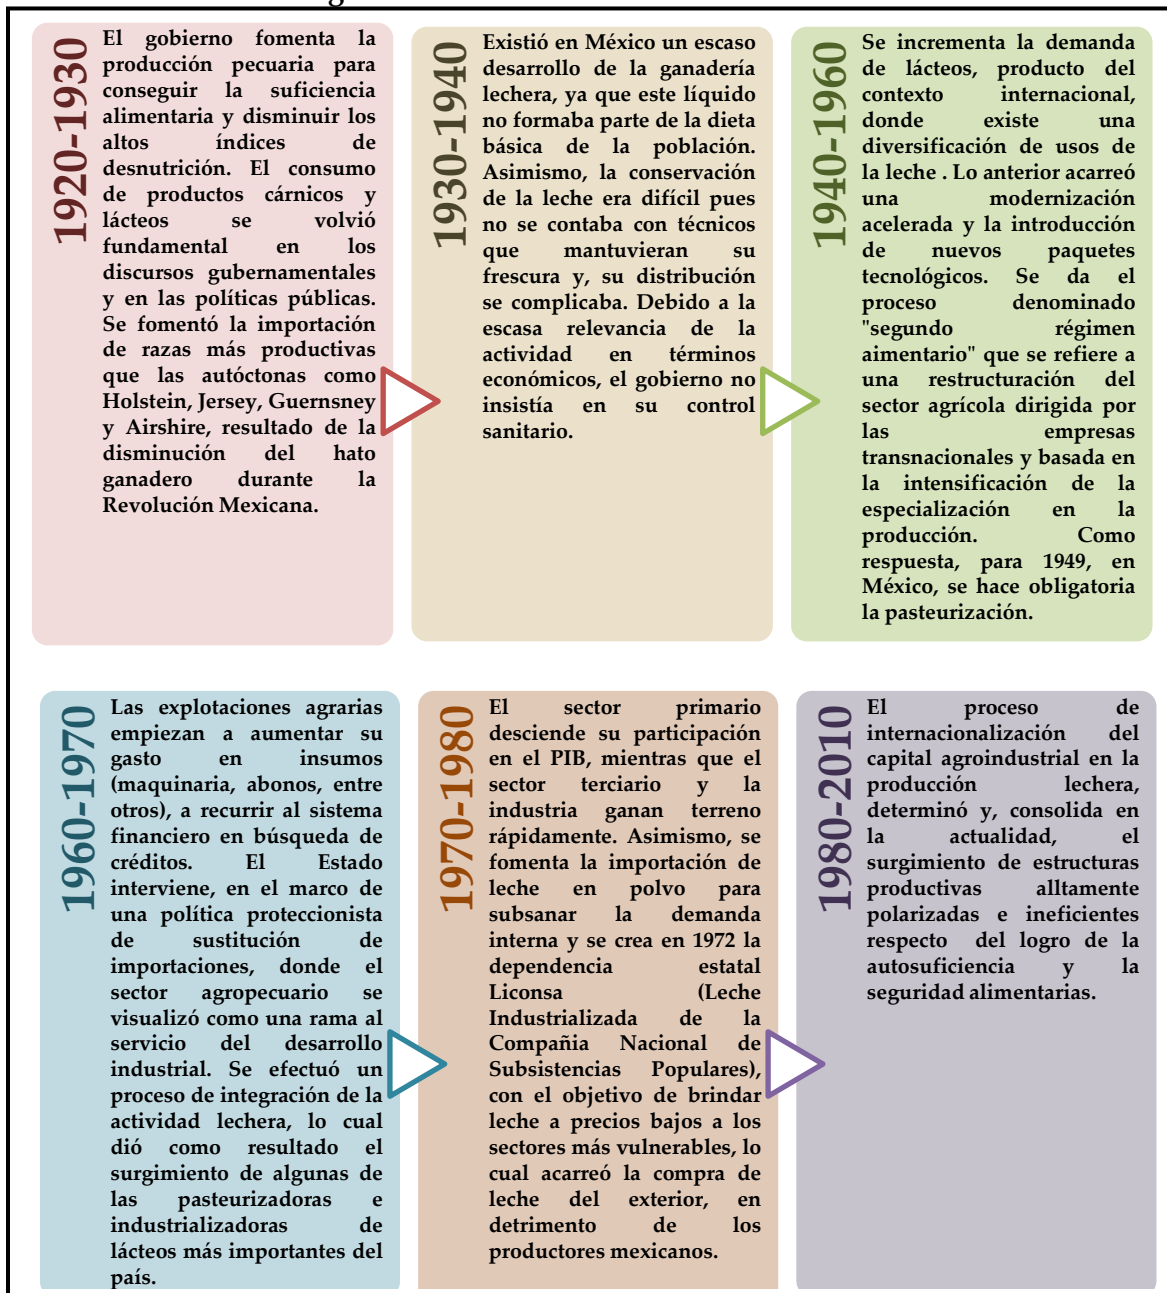 1920-1930
El gobierno fomenta la
producción pecuaria para
conseguir la suficiencia
alimentaria y disminuir los
altos índices de
desnutrición. El consumo
de productos cárnicos y
lácteos se volvió
fundamental en los
discursos gubernamentales
y en las políticas públicas.
Se fomentó la importación
de razas más productivas
que las autóctonas como
Holstein, Jersey, Guernsney
y Airshire, resultado de la
disminución del hato
ganadero durante la
Revolución Mexicana.
1930-1940
Existió en México un escaso
desarrollo de la ganadería
lechera, ya que este líquido
no formaba parte de la dieta
básica de la población.
Asimismo, la conservación
de la leche era difícil pues
no se contaba con técnicos
que mantuvieran su
frescura y, su distribución
se complicaba. Debido a la
escasa relevancia de la
actividad en términos
económicos, el gobierno no
insistía en su control
sanitario.
1940-1960
Se incrementa la demanda
de lácteos, producto del
contexto internacional,
donde existe una
diversificación de usos de
la leche . Lo anterior acarreó
una modernización
acelerada y la introducción
de nuevos paquetes
tecnológicos. Se da el
proceso denominado
"segundo régimen
aimentario" que se refiere a
una restructuración del
sector agrícola dirigida por
las empresas
transnacionales y basada en
la intensificación de la
especialización en la
producción. Como
respuesta, para 1949, en
México, se hace obligatoria
la pasteurización.
1960-1970
Las explotaciones agrarias
empiezan a aumentar su
gasto en insumos
(maquinaria, abonos, entre
otros), a recurrir al sistema
financiero en búsqueda de
créditos. El Estado
interviene, en el marco de
una política proteccionista
de sustitución de
importaciones, donde el
sector agropecuario se
visualizó como una rama al
servicio del desarrollo
industrial. Se efectuó un
proceso de integración de la
actividad lechera, lo cual
dió como resultado el
surgimiento de algunas de
las pasteurizadoras e
industrializadoras de
lácteos más importantes del
país.
1970-1980
El sector primario
desciende su participación
en el PIB, mientras que el
sector terciario y la
industria ganan terreno
rápidamente. Asimismo, se
fomenta la importación de
leche en polvo para
subsanar la demanda
interna y se crea en 1972 la
dependencia estatal
Liconsa (Leche
Industrializada de la
Compañia Nacional de
Subsistencias Populares),
con el objetivo de brindar
leche a precios bajos a los
sectores más vulnerables, lo
cual acarreó la compra de
leche del exterior, en
detrimento de los
productores mexicanos.
1980-2010
El proceso de
internacionalización del
capital agroindustrial en la
producción lechera,
determinó y, consolida en
la actualidad, el
surgimiento de estructuras
productivas alltamente
polarizadas e ineficientes
respecto del logro de la
autosuficiencia y la
seguridad alimentarias.